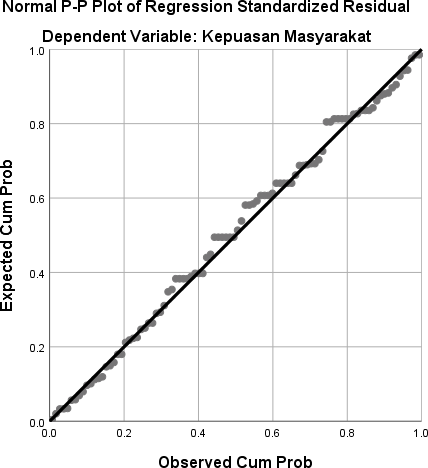 Normal P-P Plot of Regression Standardized Residual
Dependent Variable: Kepuasan Masyarakat
1.0
0.8
0.6
0.4
0.2
0.0
Expected Cum Prob
0.0 0.2 0.4 0.6 0.8 1.0
Observed Cum Prob